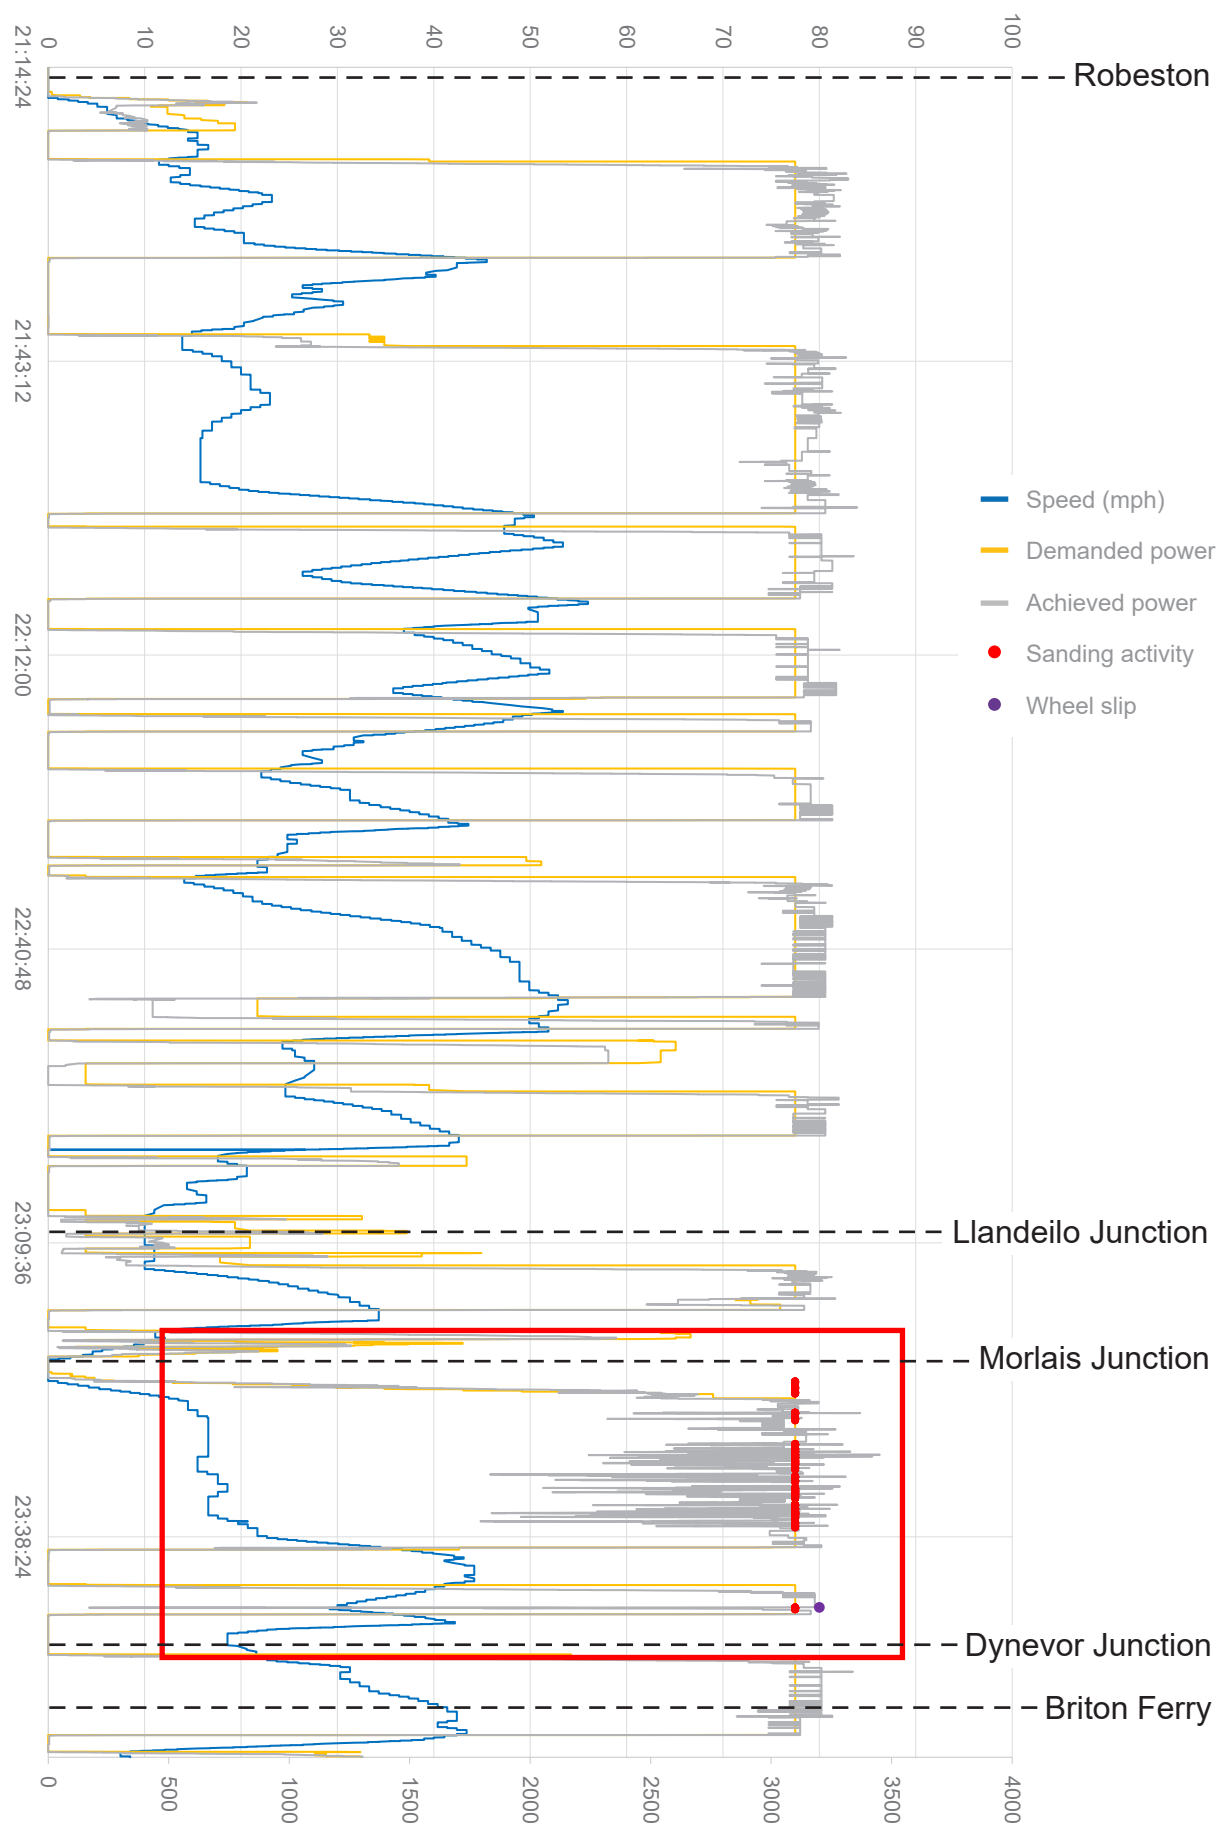 0
10
20
30
40
50
60
70
80
90
100
21:14:24
21:43:12
22:12:00
22:40:48
23:09:36
23:38:24
Robeston
Speed (mph)
Demanded power
Achieved power
Sanding activity
Wheel slip
Llandeilo Junction
Morlais Junction
Dynevor Junction
Briton Ferry
0
500
1000
1500
2000
2500
3000
3500
4000